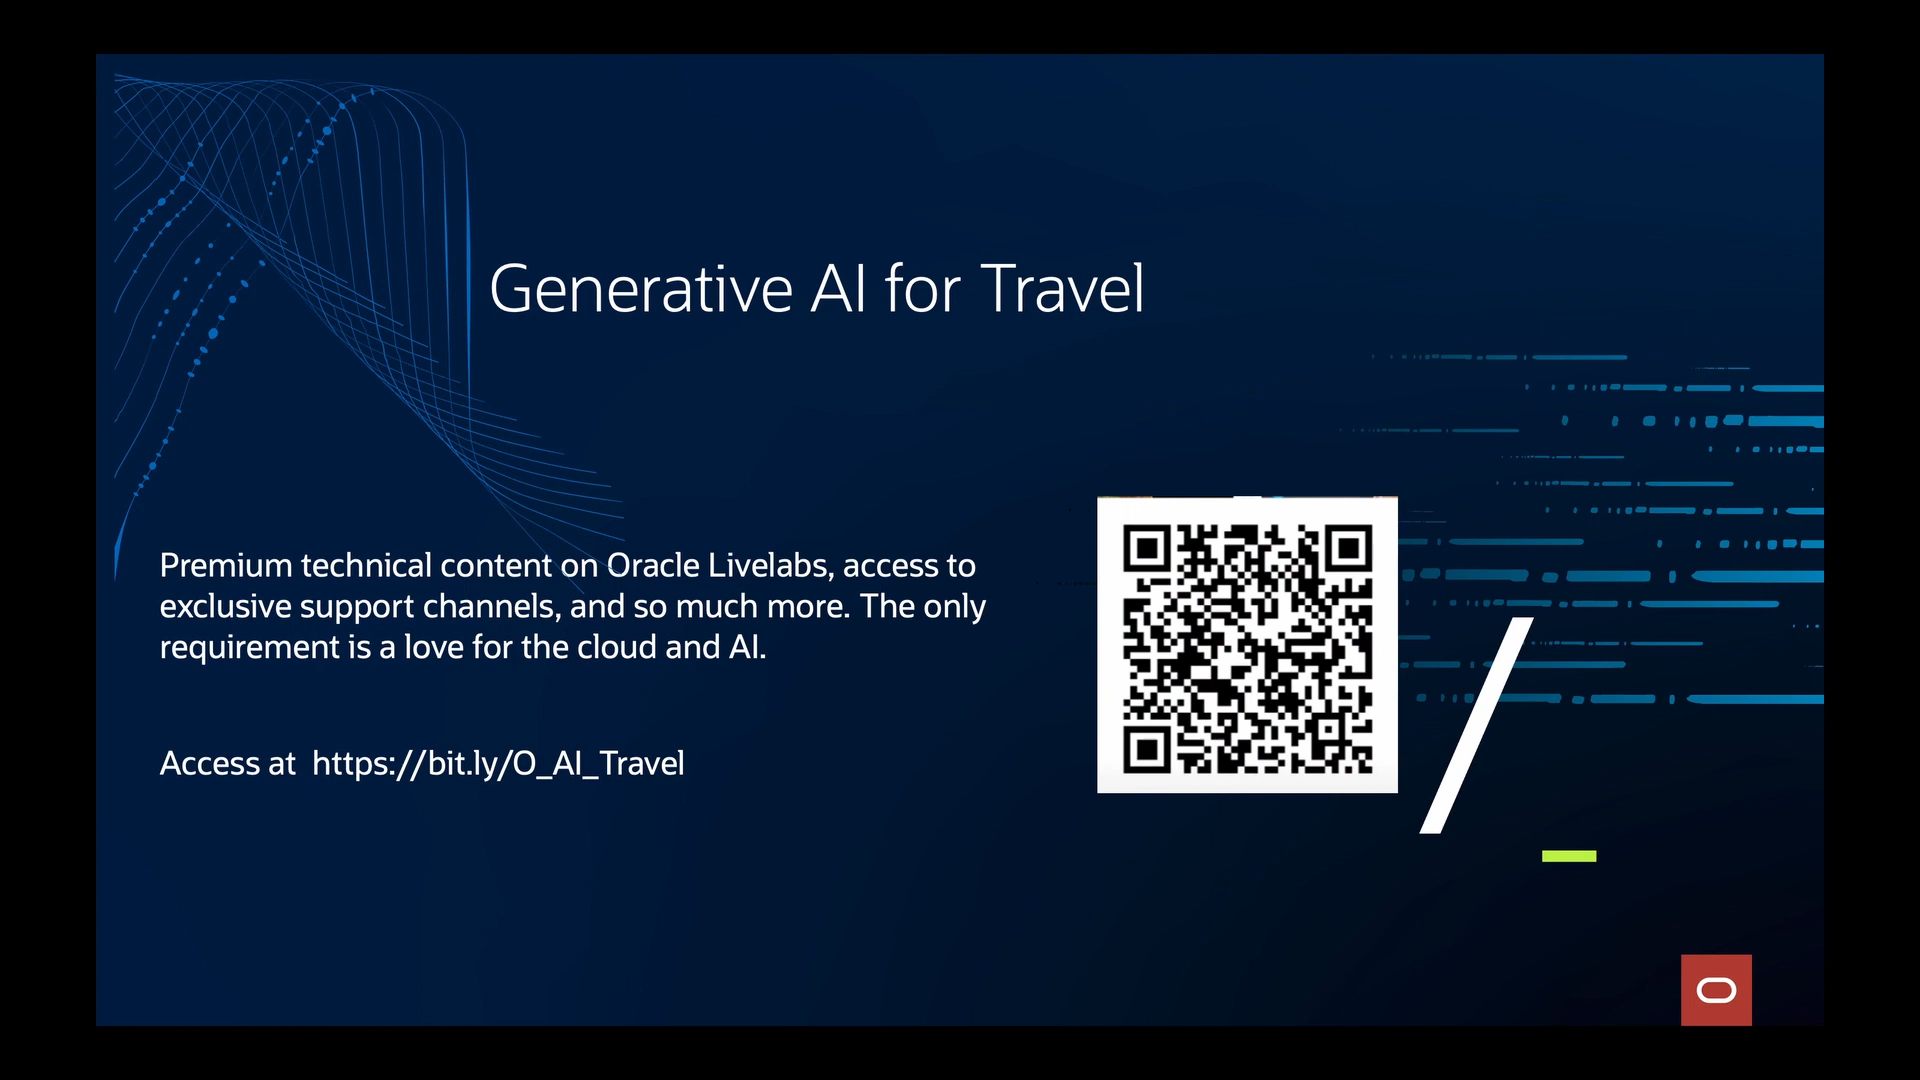 Generative AI for Travel
Premium technical content on Oracle Livelabs, access to
exclusive support channels, and so much more. The only
requirement is a love for the cloud and AI.
Access at https://bit.ly/O_AI_Travel